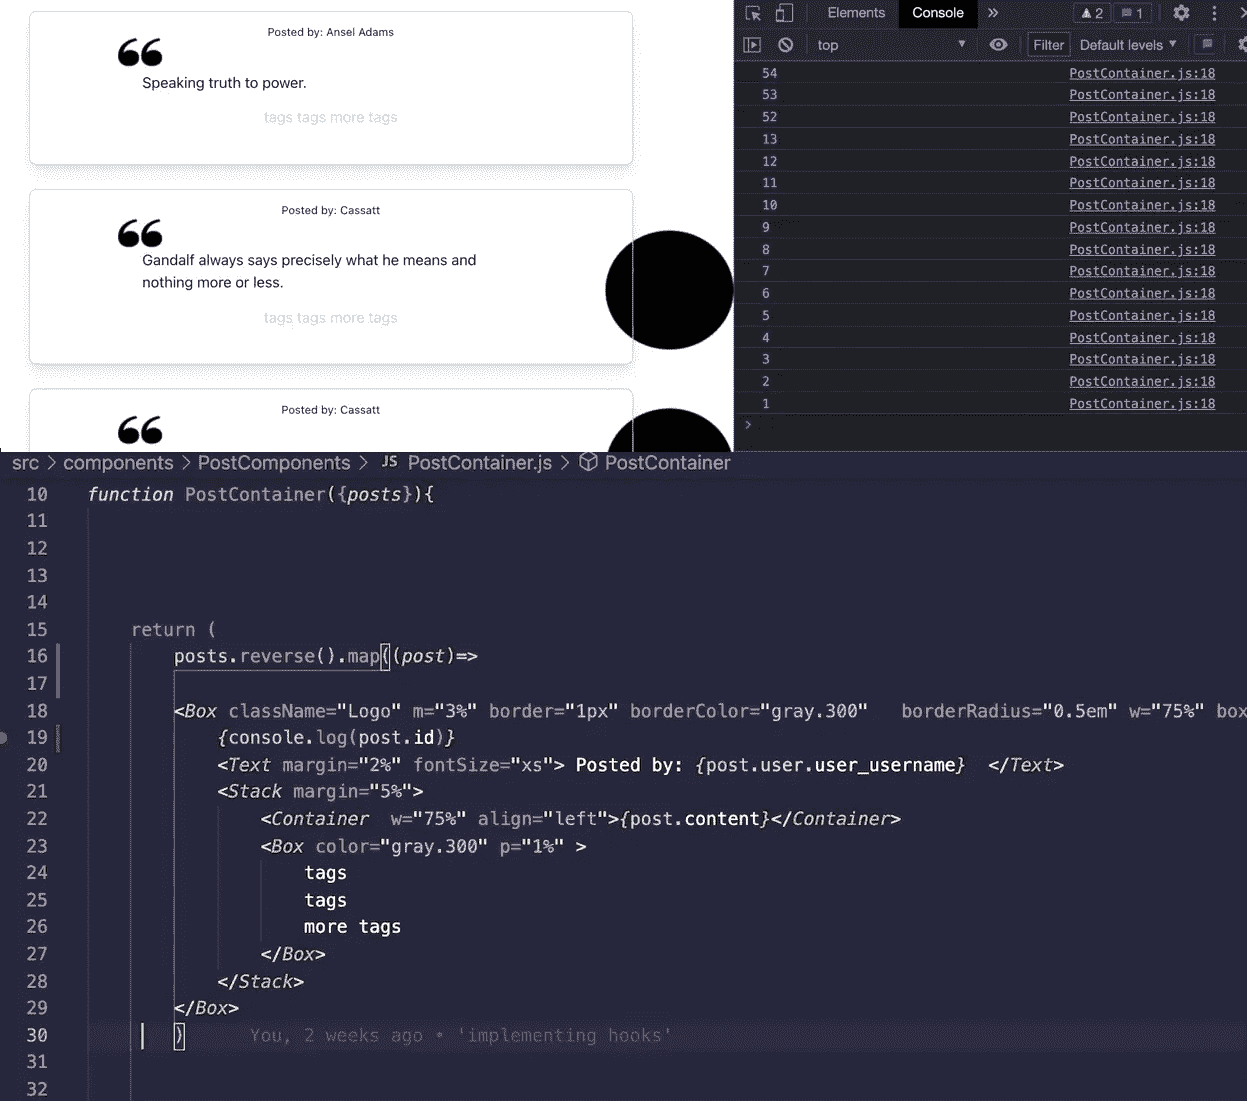 Posted by: Ansel Adams
“
Speaking truth to power.
tags tags more tags
Posted by: Cassatt
“
Gandalf always says precisely what he means and
nothing more or less.
tags tags more tags
Posted by: Cassatt
“
Elements Console » 2 1
top Filter Default levels
54 PostContainer.js:18
53 PostContainer.js:18
52 PostContainer.js:18
13 PostContainer.js:18
12 PostContainer.js:18
11 PostContainer.js:18
10 PostContainer.js:18
9 PostContainer.js:18
8 PostContainer.js:18
7 PostContainer.js:18
6 PostContainer.js:18
5 PostContainer.js:18
4 PostContainer.js:18
3 PostContainer.js:18
2 PostContainer.js:18
1 PostContainer.js:18
>
src > components > PostComponents > JS PostContainer.js > PostContainer
10 function PostContainer({posts}){
11
12
13
14
15 return (
16 posts.reverse().map((post)=>
17
18 <Box className="Logo" m="3%" border="1px" borderColor="gray.300" borderRadius="0.5em" w="75%" box
19 {console.log(post.id)}
20 <Text margin="2%" fontSize="xs"> Posted by: {post.user.user_username} </Text>
21 <Stack margin="5%">
22 <Container w="75%" align="left">{post.content}</Container>
23 <Box color="gray.300" p="1%" >
24 tags
25 tags
26 more tags
27 </Box>
28 </Stack>
29 </Box>
30 ) You, 2 weeks ago • 'implementing hooks'
31
32